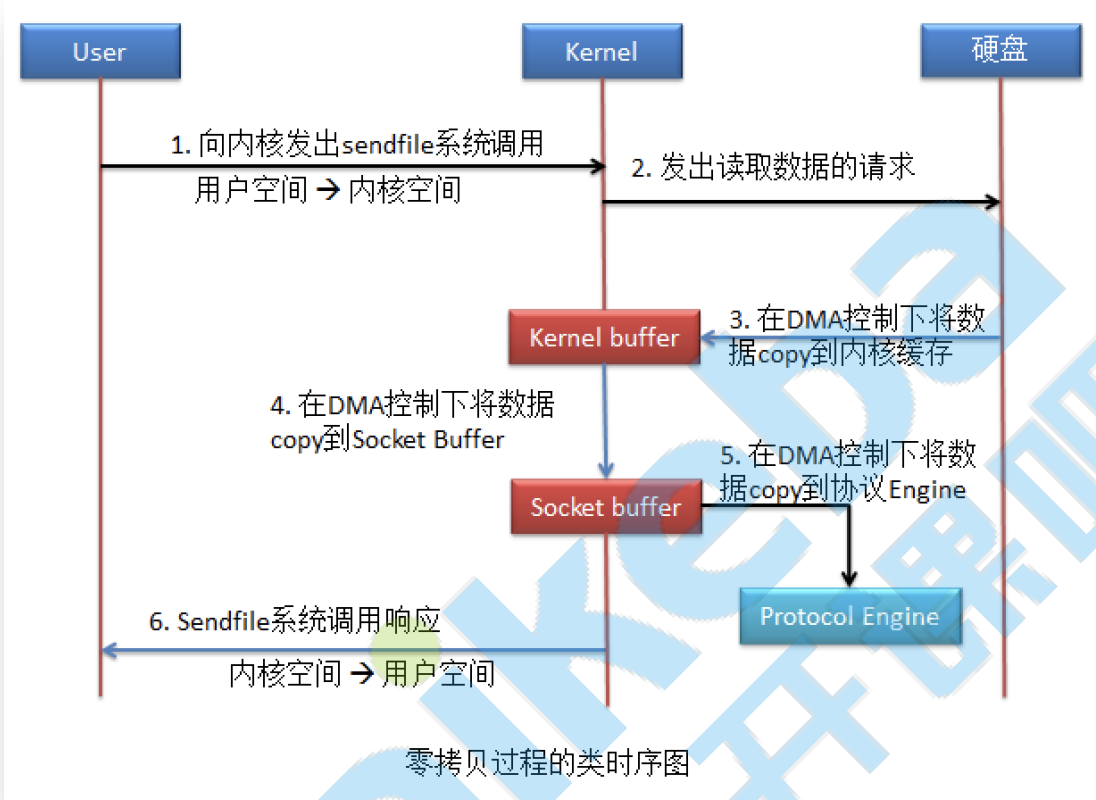 User
Kernel
硬盘
1. 向内核发出sendfile系统调用
用户空间 → 内核空间
2. 发出读取数据的请求
3. 在DMA控制下将数
据copy到内核缓存
Kernel buffer
4. 在DMA控制下将数据
copy到Socket Buffer
5. 在DMA控制下将数
据copy到协议Engine
Socket buffer
Protocol Engine
6. Sendfile系统调用响应
内核空间 → 用户空间
零拷贝过程的类时序图
ikeba
开课吧